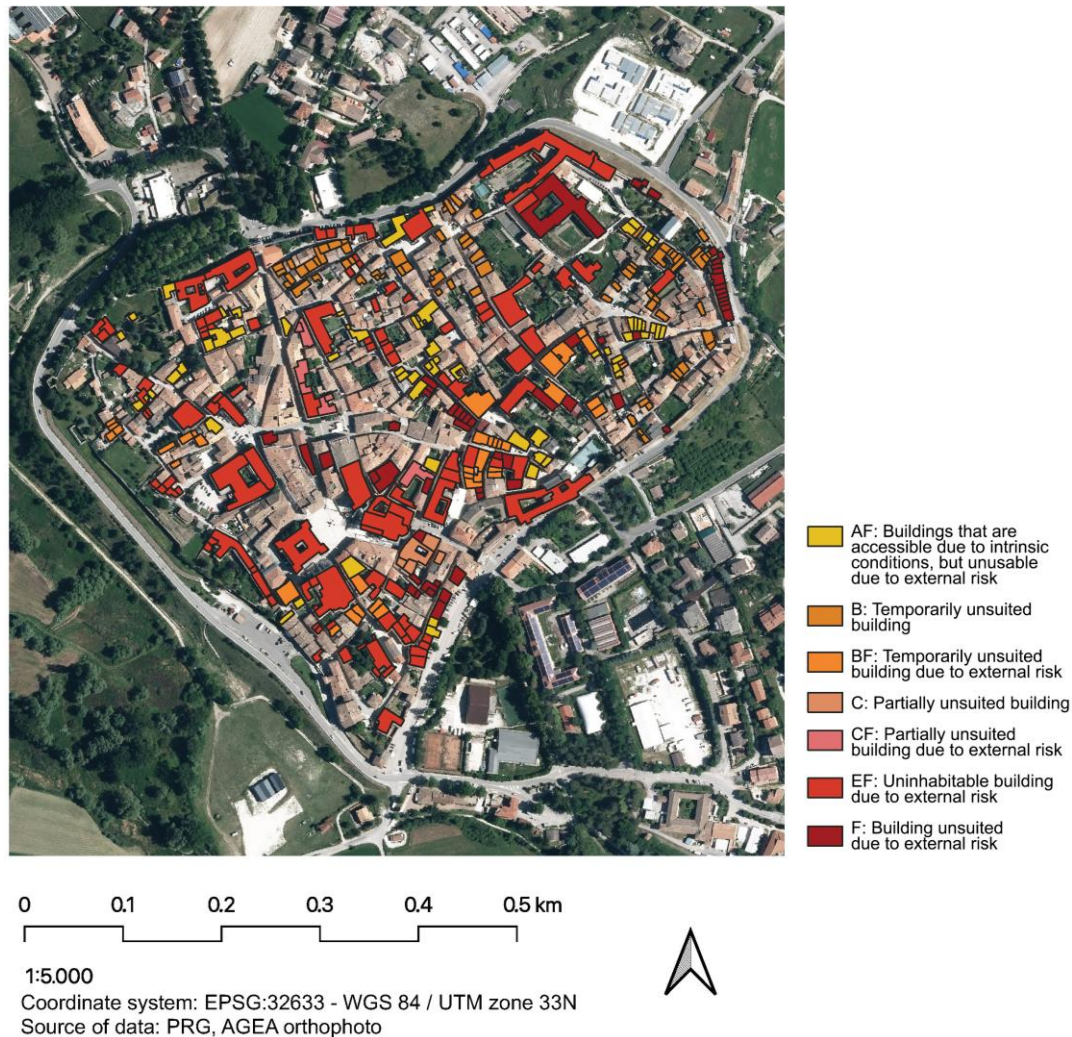 AF: Buildings that are
accessible due to intrinsic
conditions, but unusable
due to external risk
B: Temporarily unsuited
building
BF: Temporarily unsuited
building due to external risk
C: Partially unsuited building
CF: Partially unsuited
building due to external risk
EF: Uninhabitable building
due to external risk
F: Building unsuited
due to external risk
0 0.1 0.2 0.3 0.4 0.5 km
1:5.000
Coordinate system: EPSG:32633 - WGS 84 / UTM zone 33N
Source of data: PRG, AGEA orthophoto